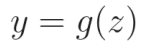 y = g(z)